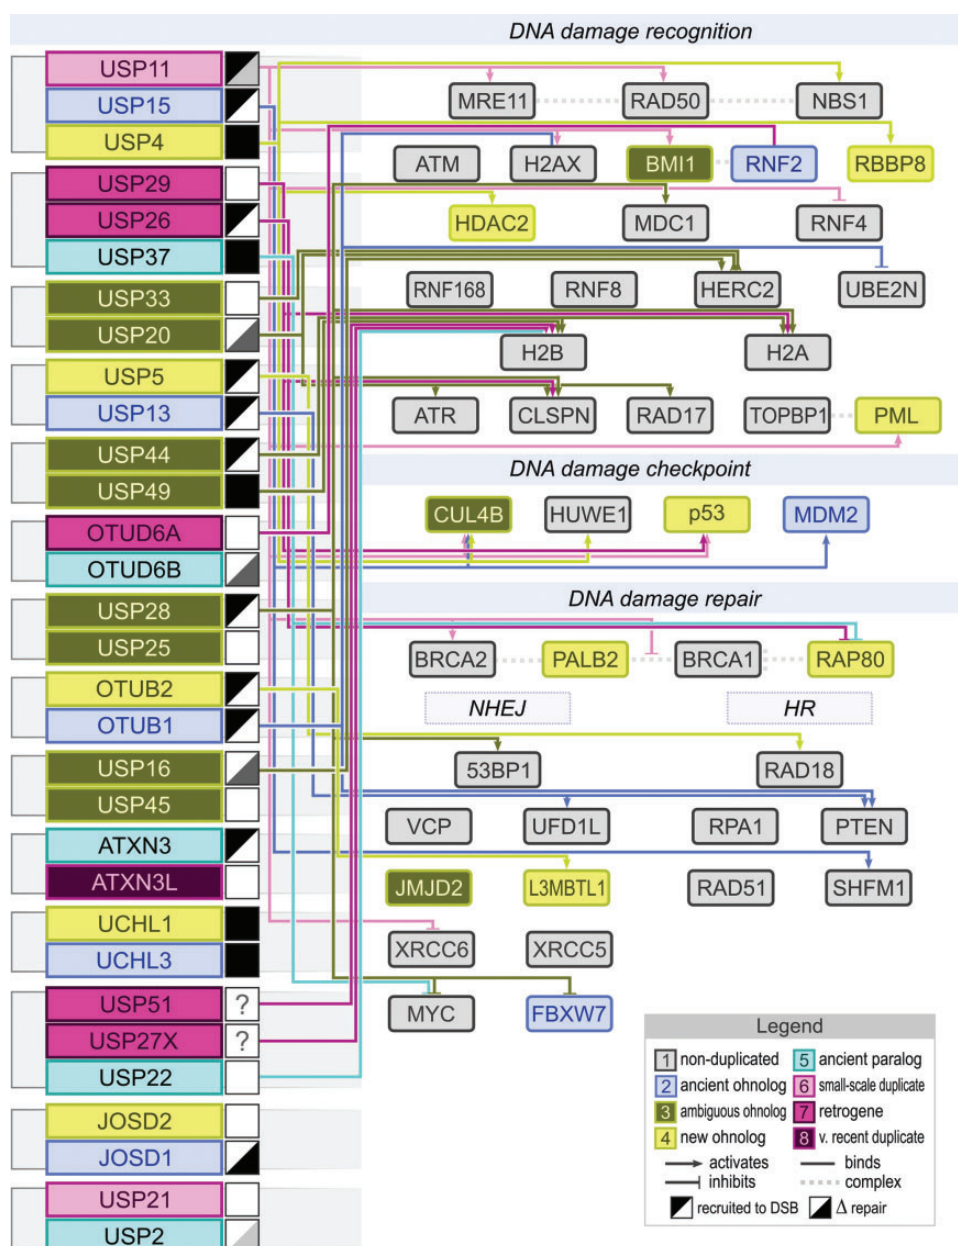 DNA damage recognition
USP11
USP15
USP4
USP29
USP26
USP37
USP33
USP20
USP5
USP13
USP44
USP49
OTUD6A
OTUD6B
USP28
USP25
OTUB2
OTUB1
USP16
USP45
ATXN3
ATXN3L
UCHL1
UCHL3
USP51 ?
USP27X ?
USP22
JOSD2
JOSD1
USP21
USP2
MRE11 RAD50 NBS1
ATM H2AX BMI1 RNF2 RBBP8
HDAC2 MDC1 RNF4
RNF168 RNF8 HERC2 UBE2N
H2B H2A
ATR CLSPN RAD17 TOPBP1 PML
DNA damage checkpoint
CUL4B HUWE1 p53 MDM2
DNA damage repair
BRCA2 PALB2 BRCA1 RAP80
NHEJ HR
53BP1 RAD18
VCP UFD1L RPA1 PTEN
JMJD2 L3MBTL1 RAD51 SHFM1
XRCC6 XRCC5
MYC FBXW7
Legend
1 non-duplicated 5 ancient paralog
2 ancient ohnolog 6 small-scale duplicate
3 ambiguous ohnolog 7 retrogene
4 new ohnolog 8 v. recent duplicate
activates binds
inhibits complex
recruited to DSB Δ repair